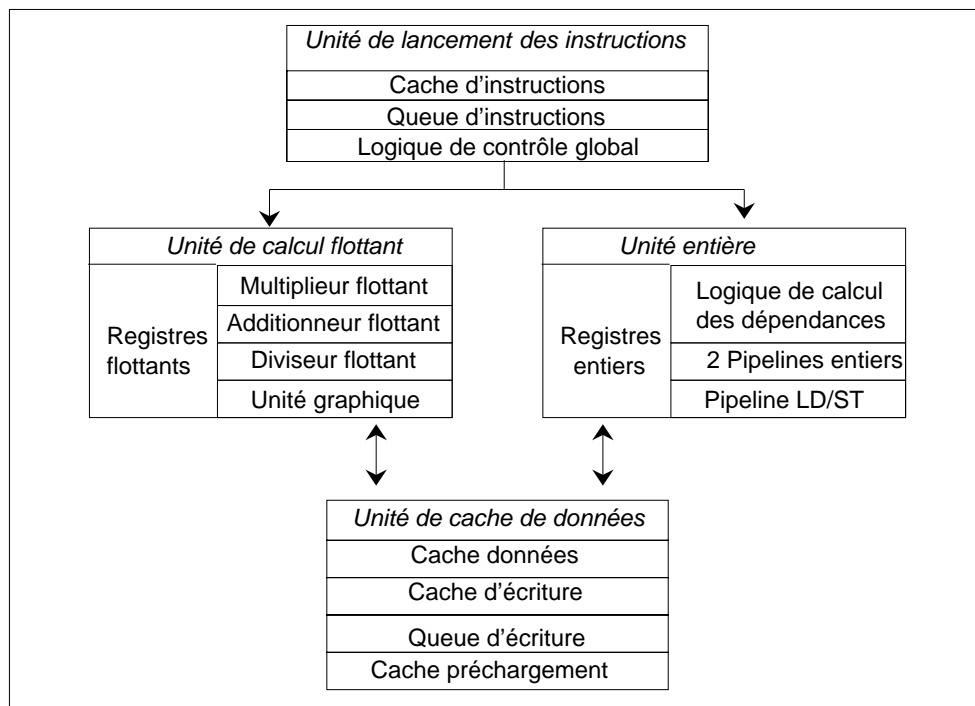 Unité de lancement des instructions
Cache d'instructions
Queue d'instructions
Logique de contrôle global
Unité de calcul flottant
Registres
flottants
Multiplieur flottant
Additionneur flottant
Diviseur flottant
Unité graphique
Unité entière
Registres
entiers
Logique de calcul
des dépendances
2 Pipelines entiers
Pipeline LD/ST
Unité de cache de données
Cache données
Cache d'écriture
Queue d'écriture
Cache préchargement